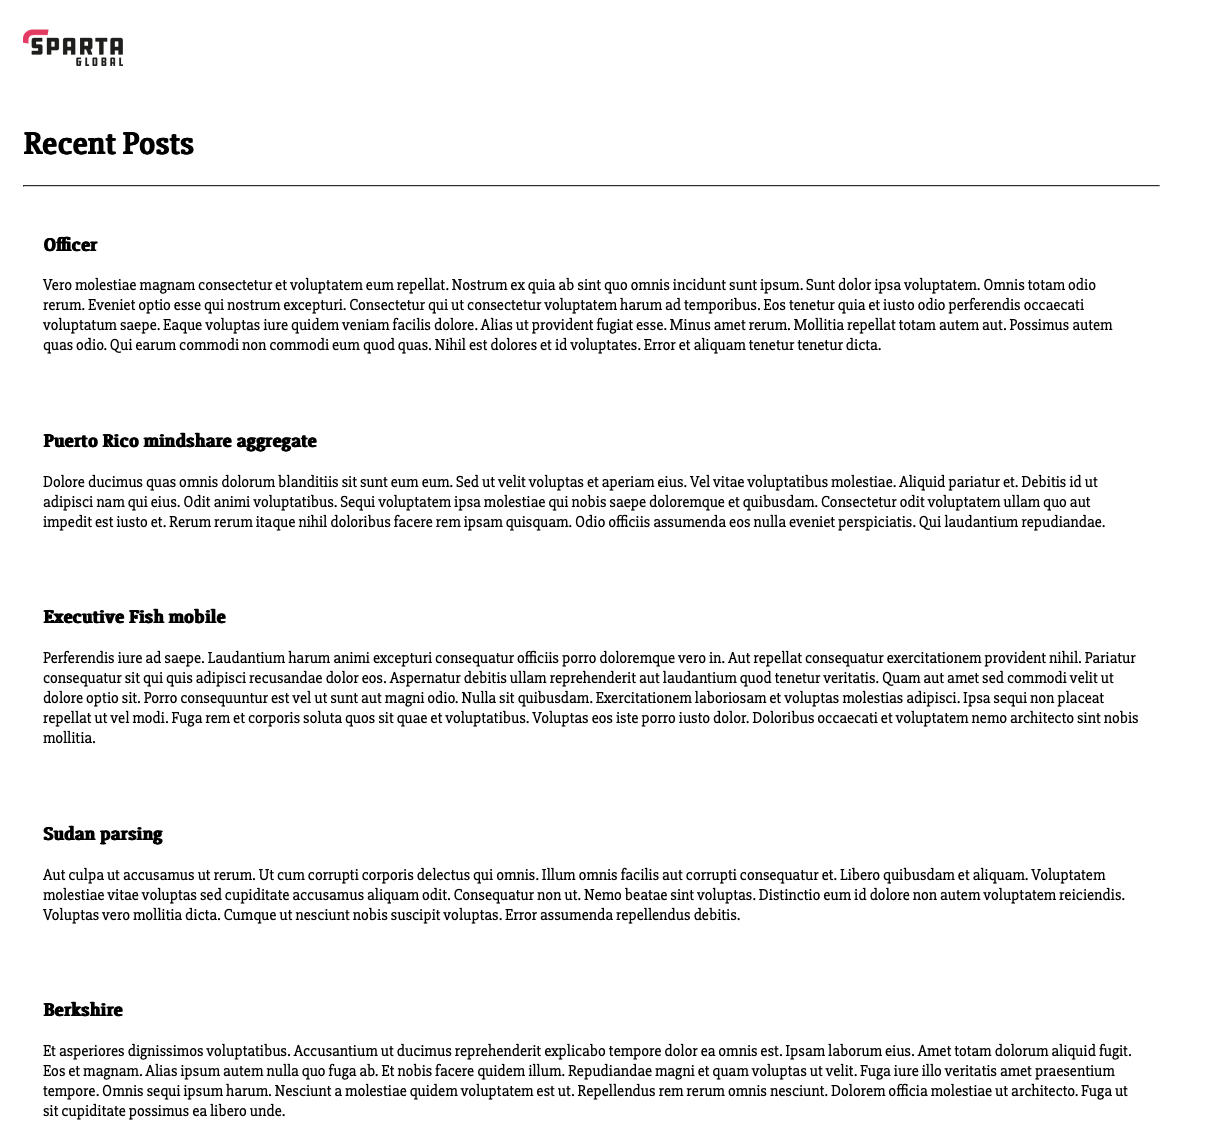 SPARTA
GLOBAL
Recent Posts
Officer
Vero molestiae magnam consectetur et voluptatem eum repellat. Nostrum ex quia ab sint quo omnis incidunt sunt ipsum. Sunt dolor ipsa voluptatem. Omnis totam odio
rerum. Eveniet optio esse qui nostrum excepturi. Consectetur qui ut consectetur voluptatem harum ad temporibus. Eos tenetur quia et iusto odio perferendis occaecati
voluptatum saepe. Eaque voluptas iure quidem veniam facilis dolore. Alias ut provident fugiat esse. Minus amet rerum. Mollitia repellat totam autem aut. Possimus autem
quas odio. Qui earum commodi non commodi eum quod quas. Nihil est dolores et id voluptates. Error et aliquam tenetur tenetur dicta.
Puerto Rico mindshare aggregate
Dolore ducimus quas omnis dolorum blanditiis sit sunt eum eum. Sed ut velit voluptas et aperiam eius. Vel vitae voluptatibus molestiae. Aliquid pariatur et. Debitis id ut
adipisci nam qui eius. Odit animi voluptatibus. Sequi voluptatem ipsa molestiae qui nobis saepe doloremque et quibusdam. Consectetur odit voluptatem ullam quo aut
impedit est iusto et. Rerum rerum itaque nihil doloribus facere rem ipsam quisquam. Odio officiis assumenda eos nulla eveniet perspiciatis. Qui laudantium repudiandae.
Executive Fish mobile
Perferendis iure ad saepe. Laudantium harum animi excepturi consequatur officiis porro doloremque vero in. Aut repellat consequatur exercitationem provident nihil. Pariatur
consequatur sit qui quis adipisci recusandae dolor eos. Aspernatur debitis ullam reprehenderit aut laudantium quod tenetur veritatis. Quam aut amet sed commodi velit ut
dolore optio sit. Porro consequuntur est vel ut sunt aut magni odio. Nulla sit quibusdam. Exercitationem laboriosam et voluptas molestias adipisci. Ipsa sequi non placeat
repellat ut vel modi. Fuga rem et corporis soluta quos sit quae et voluptatibus. Voluptas eos iste porro iusto dolor. Doloribus occaecati et voluptatem nemo architecto sint nobis
mollitia.
Sudan parsing
Aut culpa ut accusamus ut rerum. Ut cum corrupti corporis delectus qui omnis. Illum omnis facilis aut corrupti consequatur et. Libero quibusdam et aliquam. Voluptatem
molestiae vitae voluptas sed cupiditate accusamus aliquam odit. Consequatur non ut. Nemo beatae sint voluptas. Distinctio eum id dolore non autem voluptatem reiciendis.
Voluptas vero mollitia dicta. Cumque ut nesciunt nobis suscipit voluptas. Error assumenda repellendus debitis.
Berkshire
Et asperiores dignissimos voluptatibus. Accusantium ut ducimus reprehenderit explicabo tempore dolor ea omnis est. Ipsam laborum eius. Amet totam dolorum aliquid fugit.
Eos et magnam. Alias ipsum autem nulla quo fuga ab. Et nobis facere quidem illum. Repudiandae magni et quam voluptas ut velit. Fuga iure illo veritatis amet praesentium
tempore. Omnis sequi ipsum harum. Nesciunt a molestiae quidem voluptatem est ut. Repellendus rem rerum omnis nesciunt. Dolorem officia molestiae ut architecto. Fuga ut
sit cupiditate possimus ea libero unde.